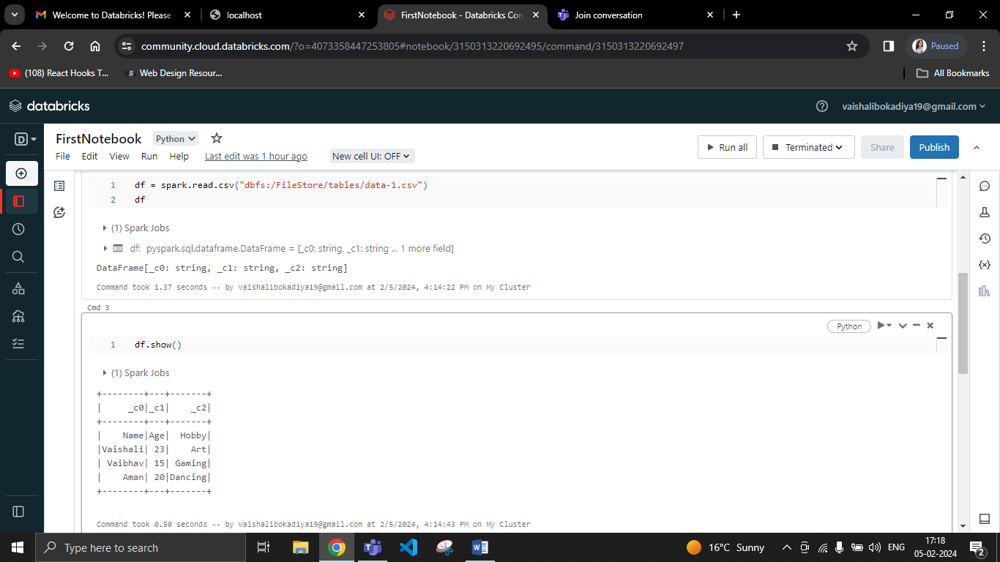 Welcome to Databricks! Please
localhost
FirstNotebook - Databricks Com
Join conversation
community.cloud.databricks.com/?o=4073358447253805#notebook/3150313220692495/command/3150313220692497
Paused
(108) React Hooks T...
VS
Web Design Resour...
All Bookmarks
databricks
vaishalibokadiya19@gmail.com
D
FirstNotebook
Python
File Edit View Run Help Last edit was 1 hour ago New cell UI: OFF
Run all
Terminated
Share
Publish
1 df = spark.read.csv("dbfs:/FileStore/tables/data-1.csv")
2 df
(1) Spark Jobs
df: pyspark.sql.dataframe.DataFrame = [_c0: string, _c1: string ... 1 more field]
DataFrame[_c0: string, _c1: string, _c2: string]
Command took 1.37 seconds -- by vaishalibokadiya19@gmail.com at 2/5/2024, 4:14:22 PM on My Cluster
Cmd 3
Python
1 df.show()
(1) Spark Jobs
+--------+---+-------+
|     _c0|_c1|    _c2|
+--------+---+-------+
|    Name|Age|  Hobby|
|Vaishali| 23|    Art|
| Vaibhav| 15| Gaming|
|    Aman| 20|Dancing|
+--------+---+-------+
Command took 0.50 seconds -- by vaishalibokadiya19@gmail.com at 2/5/2024, 4:14:43 PM on My Cluster
Type here to search
16°C Sunny
ENG
17:18
05-02-2024
2